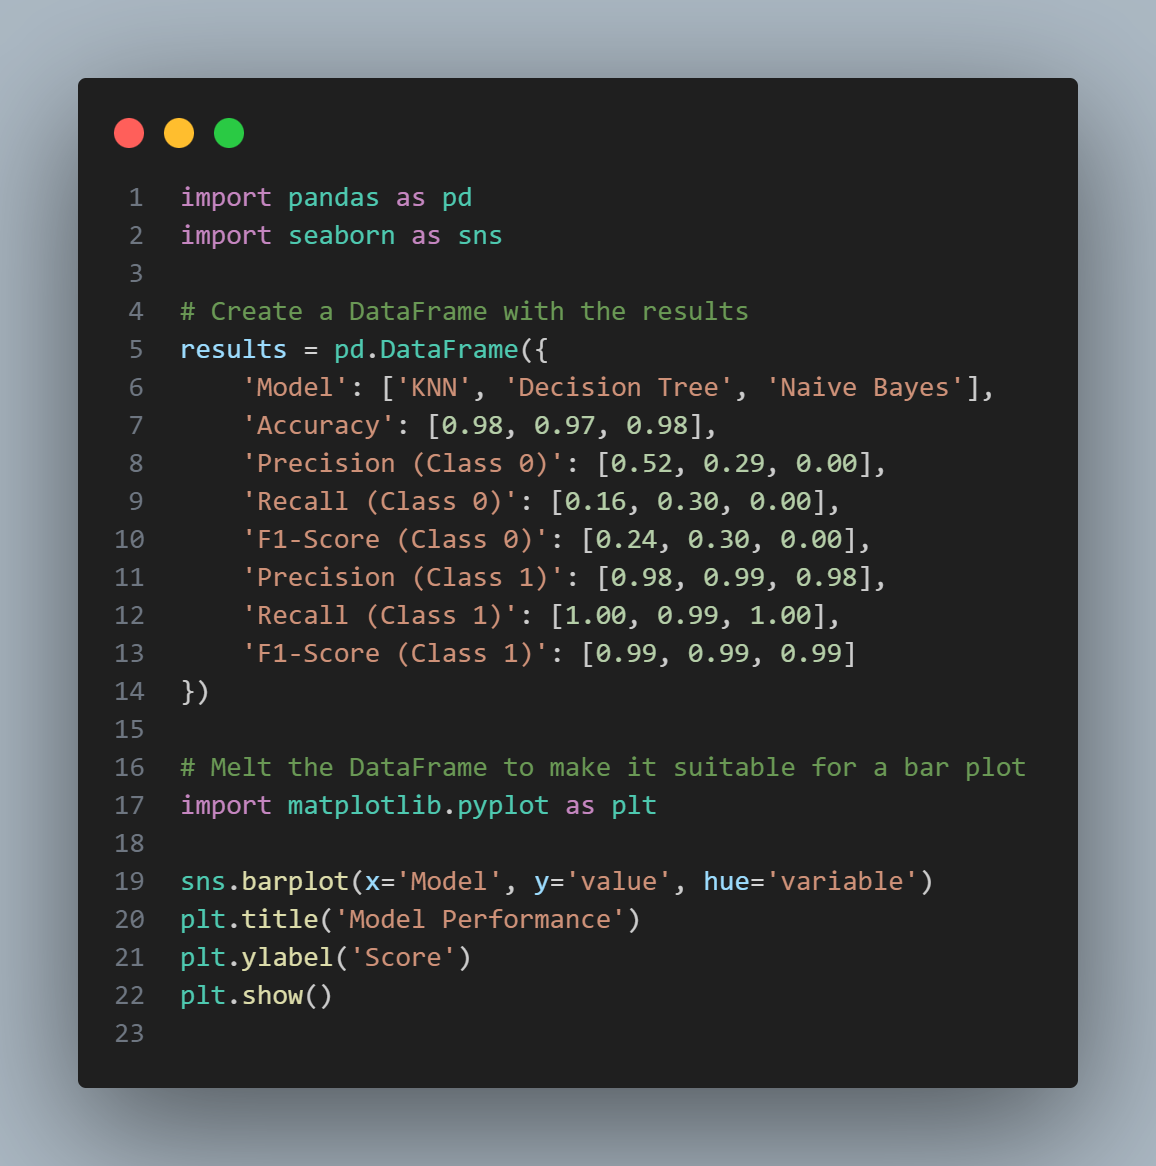 1 import pandas as pd
2 import seaborn as sns
3
4 # Create a DataFrame with the results
5 results = pd.DataFrame({
6     'Model': ['KNN', 'Decision Tree', 'Naive Bayes'],
7     'Accuracy': [0.98, 0.97, 0.98],
8     'Precision (Class 0)': [0.52, 0.29, 0.00],
9     'Recall (Class 0)': [0.16, 0.30, 0.00],
10     'F1-Score (Class 0)': [0.24, 0.30, 0.00],
11     'Precision (Class 1)': [0.98, 0.99, 0.98],
12     'Recall (Class 1)': [1.00, 0.99, 1.00],
13     'F1-Score (Class 1)': [0.99, 0.99, 0.99]
14 })
15
16 # Melt the DataFrame to make it suitable for a bar plot
17 import matplotlib.pyplot as plt
18
19 sns.barplot(x='Model', y='value', hue='variable')
20 plt.title('Model Performance')
21 plt.ylabel('Score')
22 plt.show()
23